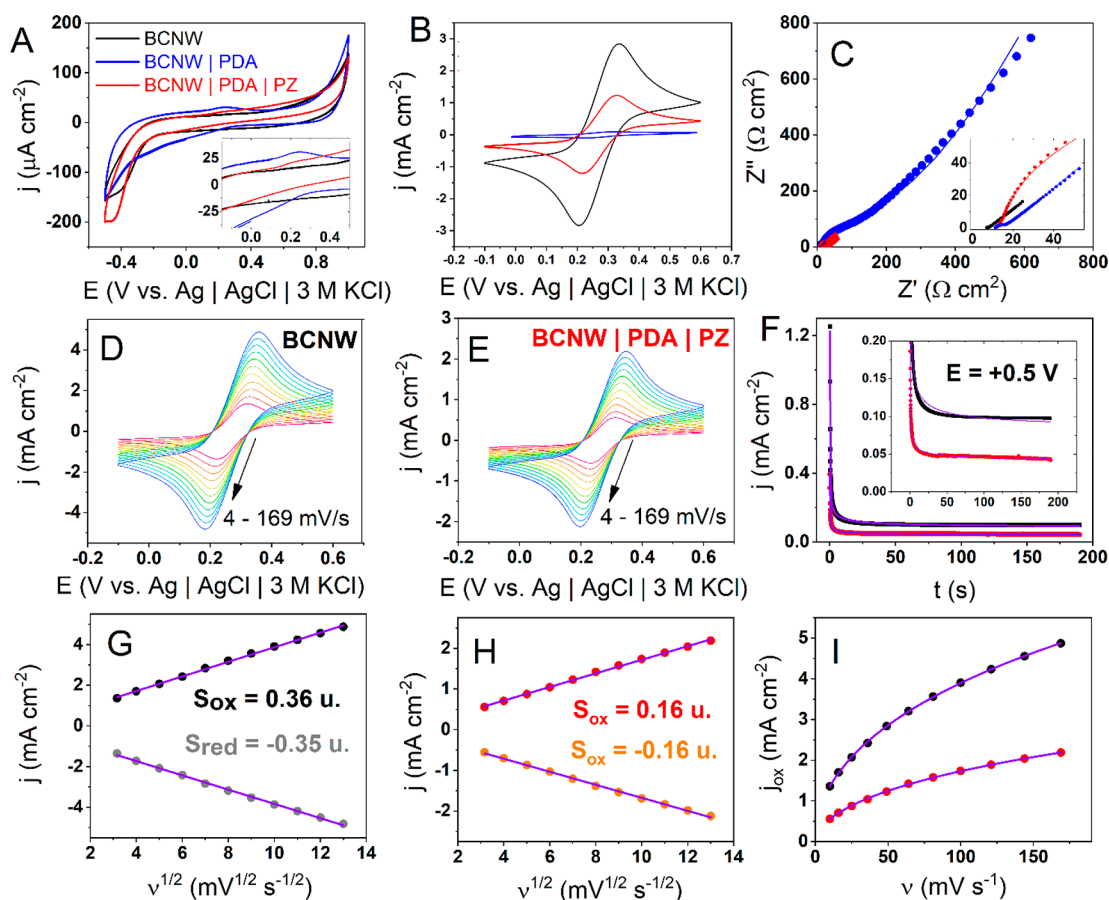 A
BCNW
BCNW | PDA
BCNW | PDA | PZ
j (µA cm-2)
200
100
0
-100
-200
25
0
-25
0.0 0.2 0.4
-0.4 0.0 0.4 0.8
E (V vs. Ag | AgCl | 3 M KCl)
B
j (mA cm-2)
3
2
1
0
1
2
3
-0.2 -0.1 0.0 0.1 0.2 0.3 0.4 0.5 0.6 0.7
E (V vs. Ag | AgCl | 3 M KCl)
C
Z'' (Ω cm2)
800
600
400
200
0
40
20
0
20 40
0 200 400 600 800
Z' (Ω cm2)
D
BCNW
j (mA cm-2)
6
4
2
0
-2
-4
4 - 169 mV/s
-0.2 0.0 0.2 0.4 0.6
E (V vs. Ag | AgCl | 3 M KCl)
E
BCNW | PDA | PZ
j (mA cm-2)
3
2
1
0
-1
-2
4 - 169 mV/s
-0.2 0.0 0.2 0.4 0.6
E (V vs. Ag | AgCl | 3 M KCl)
F
j (mA cm-2)
1.2
0.8
0.4
0.0
E = +0.5 V
0.20
0.15
0.10
0.05
0.00
0 50 100 150 200
0 50 100 150 200
t (s)
G
j (mA cm-2)
4
2
0
-2
-4
Sox = 0.36 u.
Sred = -0.35 u.
2 4 6 8 10 12 14
ν1/2 (mV1/2 s-1/2)
H
j (mA cm-2)
2
1
0
-1
-2
Sox = 0.16 u.
Sox = -0.16 u.
2 4 6 8 10 12 14
ν1/2 (mV1/2 s-1/2)
I
jox (mA cm-2)
5
4
3
2
1
0
0 50 100 150
ν (mV s-1)